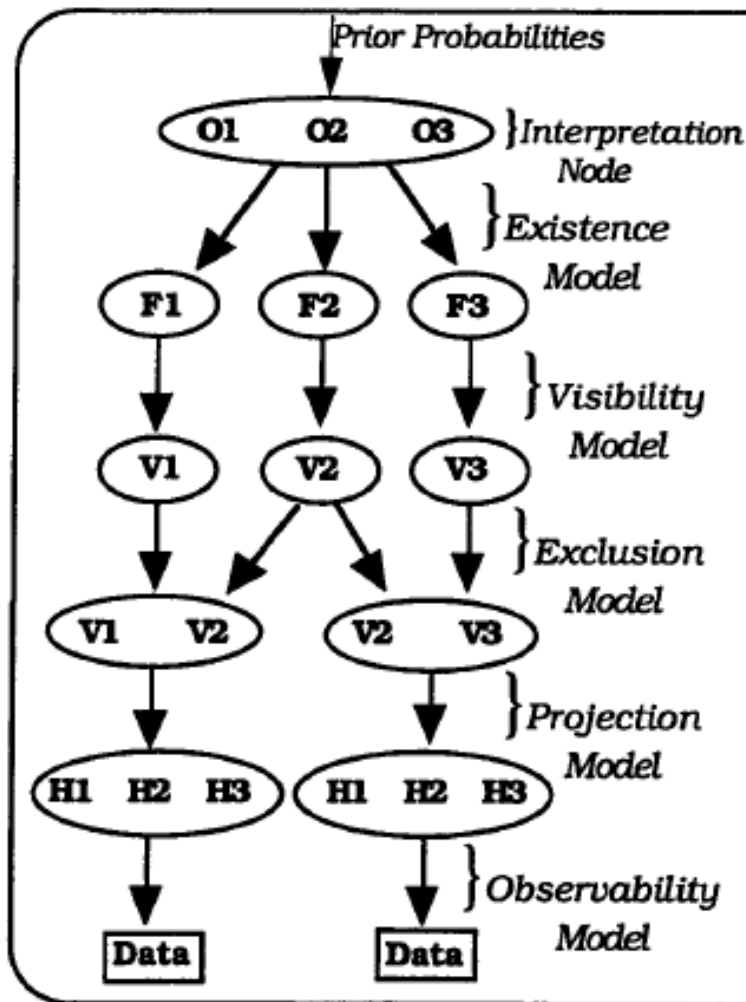 Prior Probabilities
O1 O2 O3
}Interpretation
Node
}Existence
Model
F1 F2 F3
}Visibility
Model
V1 V2 V3
}Exclusion
Model
V1 V2 V2 V3
}Projection
Model
H1 H2 H3 H1 H2 H3
}Observability
Model
Data Data